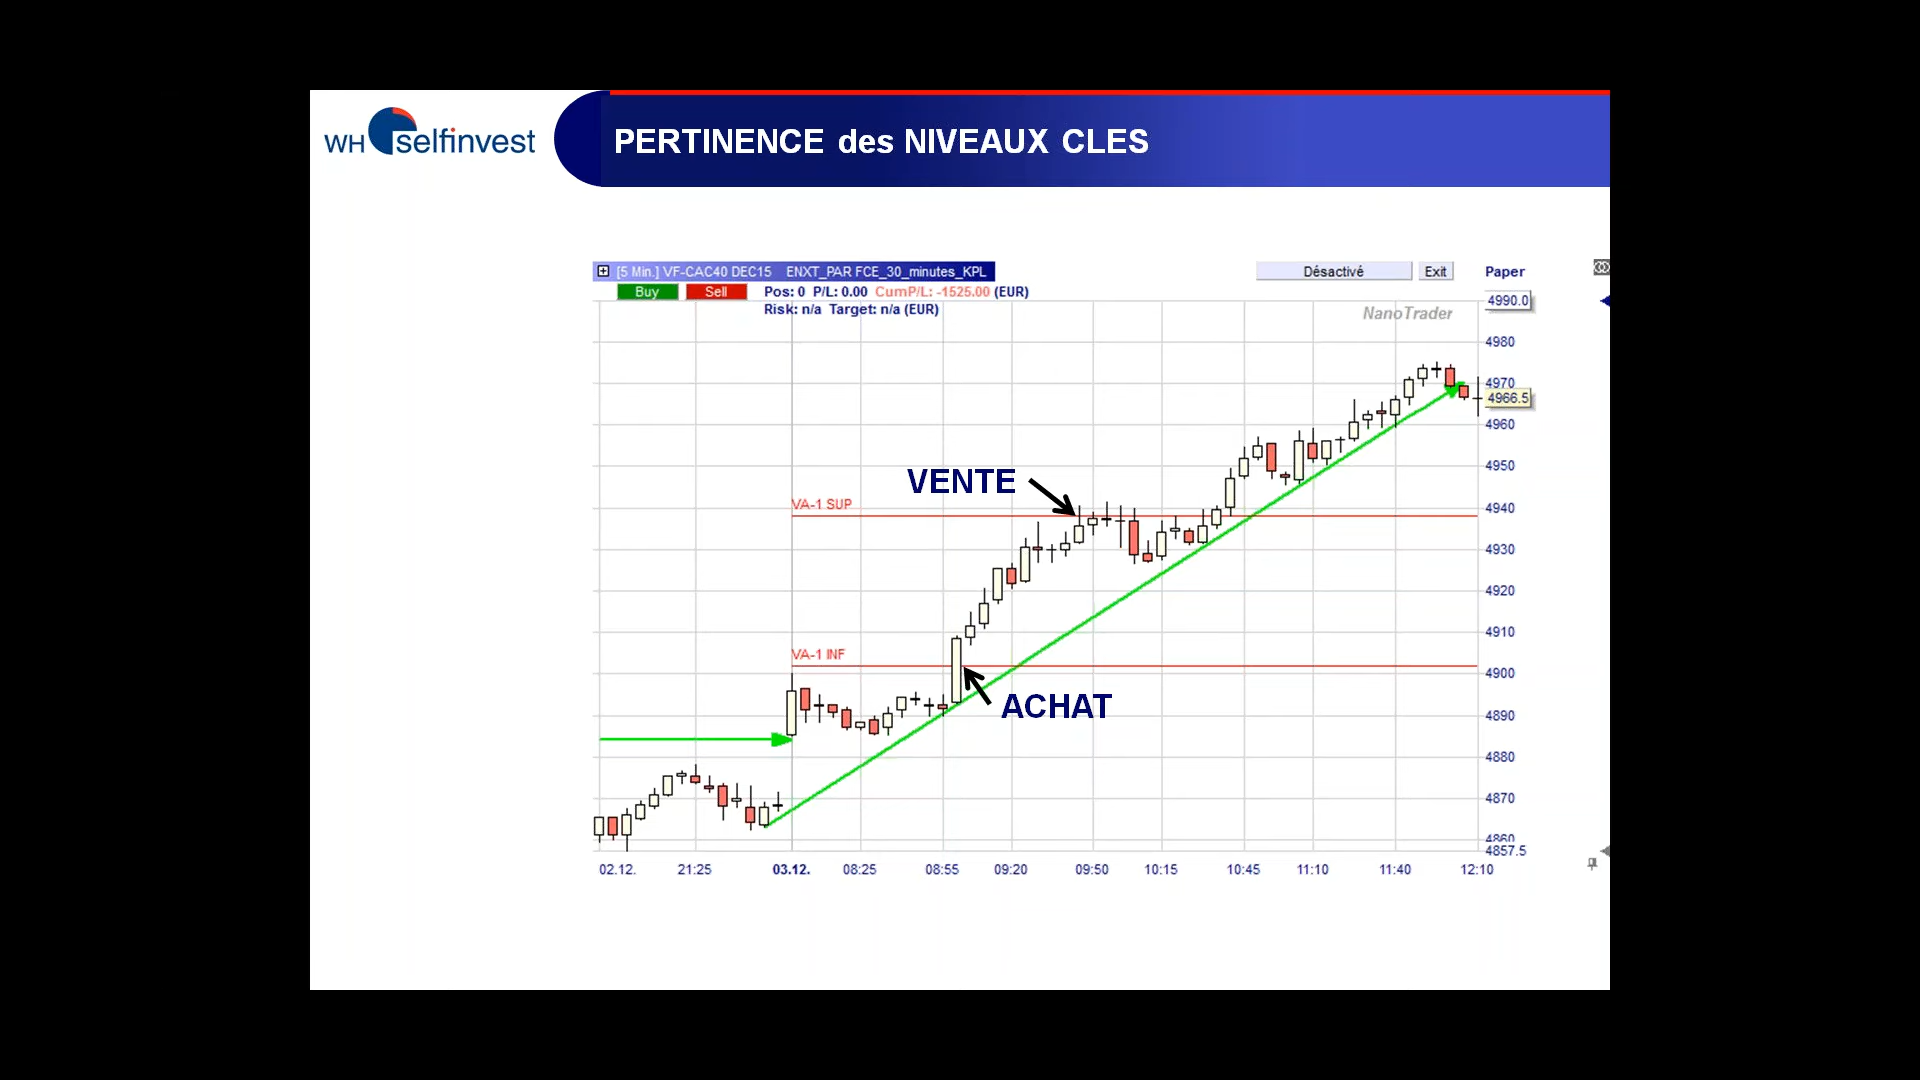 WH selfinvest
PERTINENCE des NIVEAUX CLES
[5 Min.] VF-CAC40 DEC15 ENXT_PAR FCE_30_minutes_KPL
Désactivé
Exit
Paper
Buy
Sell
Pos: 0 P/L: 0.00 CumP/L: -1525.00 (EUR)
Risk: n/a Target: n/a (EUR)
NanoTrader
4990.0
4980
4970
4966.5
4960
4950
VENTE
VA-1 SUP
4940
4930
4920
4910
VA-1 INF
4900
ACHAT
4890
4880
4870
4860
4857.5
02.12. 21:25 03.12. 08:25 08:55 09:20 09:50 10:15 10:45 11:10 11:40 12:10